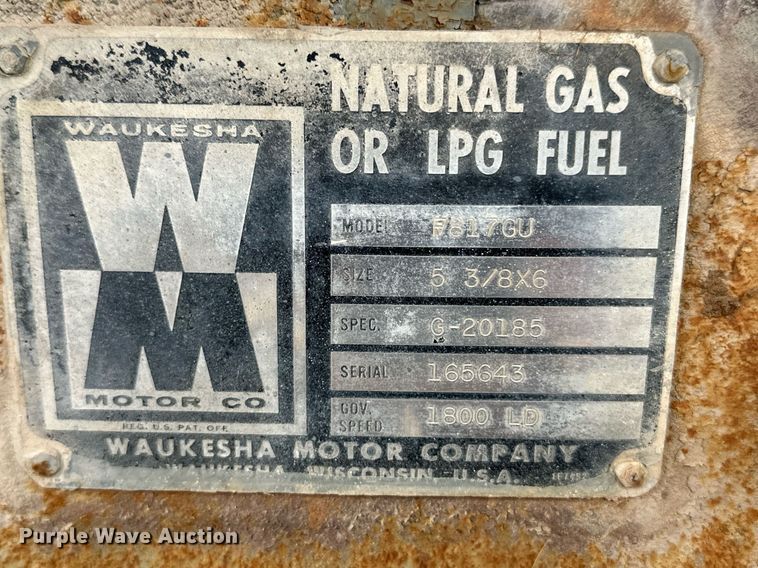 WAUKESHA
WM
MOTOR CO
REG. U.S. PAT. OFF.
NATURAL GAS
OR LPG FUEL
MODEL F817GU
SIZE 5 3/8X6
SPEC. G-20185
SERIAL 165643
GOV. SPEED 1800 LD
WAUKESHA MOTOR COMPANY
WAUKESHA, WISCONSIN, U.S.A.
Purple Wave Auction